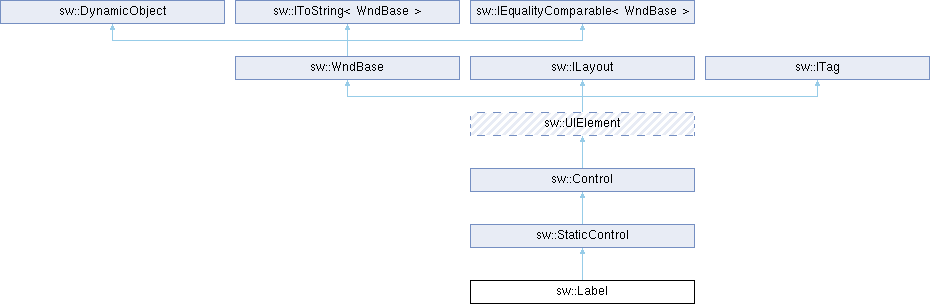 sw::DynamicObject
sw::IToString< WndBase >
sw::IEqualityComparable< WndBase >
sw::WndBase
sw::ILayout
sw::ITag
sw::UIElement
sw::Control
sw::StaticControl
sw::Label